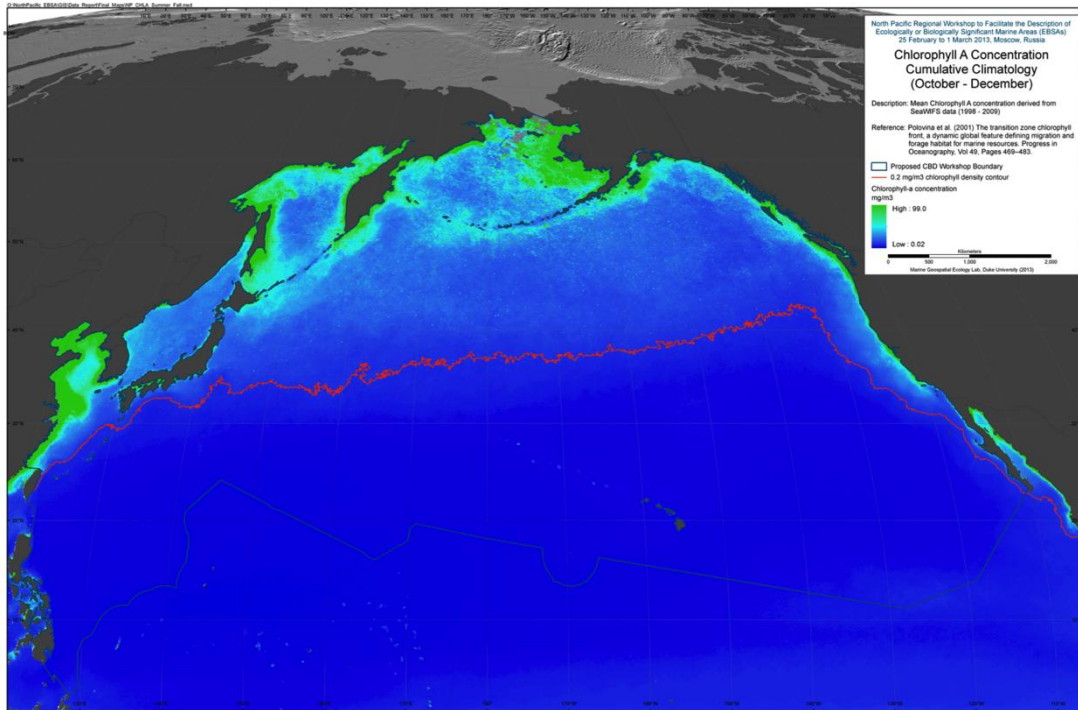 North Pacific Regional Workshop to Facilitate the Description of
Ecologically or Biologically Significant Marine Areas (EBSAs)
25 February to 1 March 2013, Moscow, Russia
Chlorophyll A Concentration
Cumulative Climatology
(October - December)
Description: Mean Chlorophyll A concentration derived from
SeaWIFS data (1998 - 2009)
Reference: Polovina et al. (2001) The transition zone chlorophyll
front, a dynamic global feature defining migration and
forage habitat for marine resources. Progress in
Oceanography, Vol 49, Pages 469–483.
Proposed CBD Workshop Boundary
0.2 mg/m3 chlorophyll density contour
Chlorophyll-a concentration
mg/m3
High : 99.0
Low : 0.02
Kilometers
0 500 1,000 2,000
Marine Geospatial Ecology Lab, Duke University (2013)